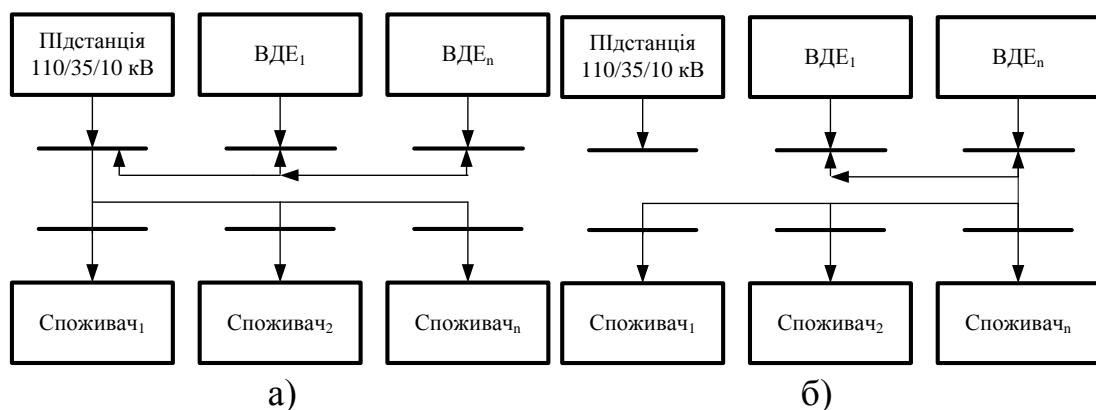 ПІдстанція
110/35/10 кВ
ВДЕ1
ВДЕn
ПІдстанція
110/35/10 кВ
ВДЕ1
ВДЕn
Споживач1
Споживач2
Споживачn
Споживач1
Споживач2
Споживачn
а)
б)